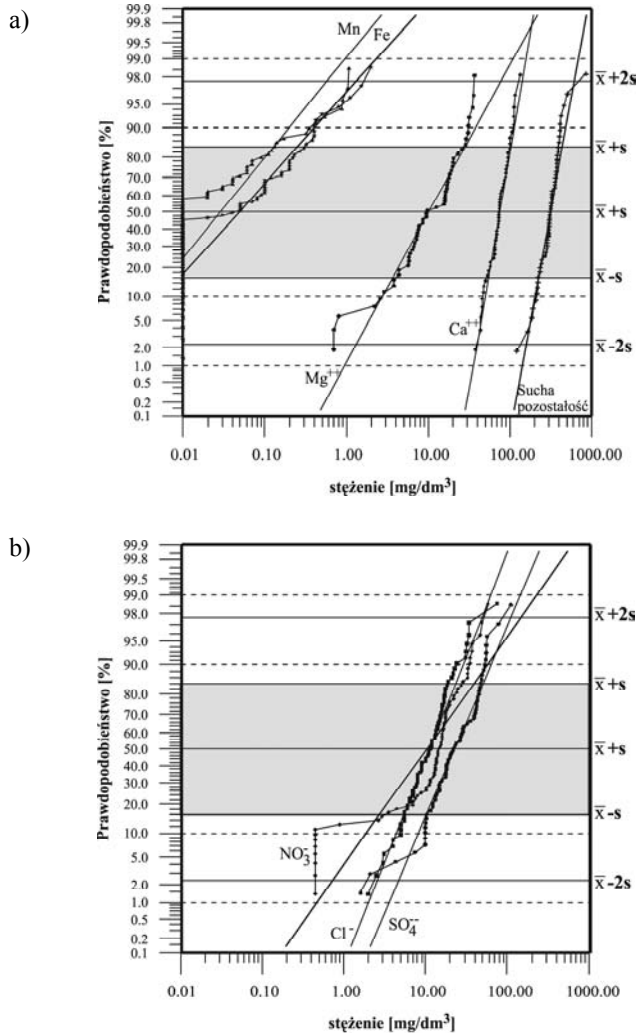 a)
99.9
99.8
99.5
99.0
98.0
95.0
90.0
80.0
70.0
60.0
50.0
40.0
30.0
20.0
10.0
5.0
2.0
1.0
0.5
0.2
0.1
Prawdopodobieństwo [%]
Mn
Fe
Mg++
Ca++
Sucha
pozostałość
x̅+2s
x̅+s
x̅+s
x̅-s
x̅-2s
0.01 0.10 1.00 10.00 100.00 1000.00
stężenie [mg/dm³]
b)
99.9
99.8
99.5
99.0
98.0
95.0
90.0
80.0
70.0
60.0
50.0
40.0
30.0
20.0
10.0
5.0
2.0
1.0
0.5
0.2
0.1
Prawdopodobieństwo [%]
NO₃⁻
Cl⁻
SO₄⁻⁻
x̅+2s
x̅+s
x̅+s
x̅-s
x̅-2s
0.01 0.10 1.00 10.00 100.00 1000.00
stężenie [mg/dm³]